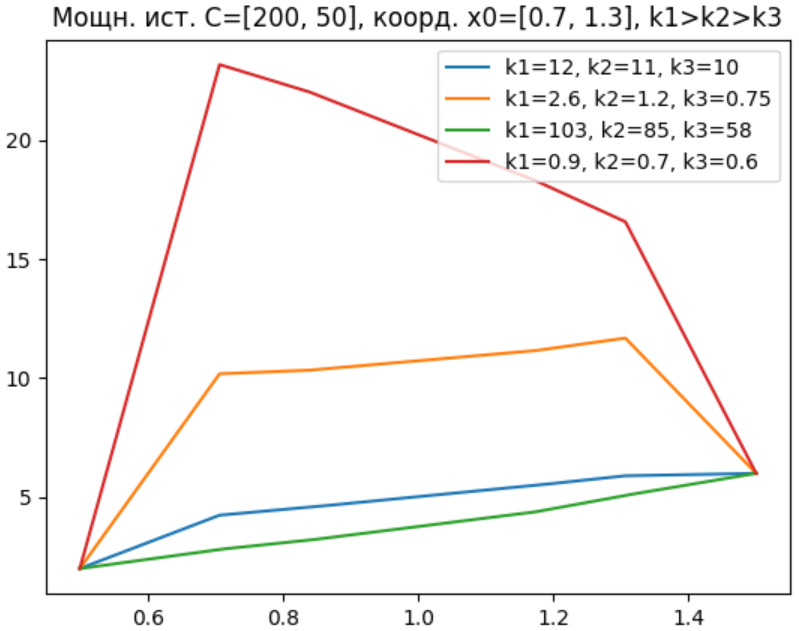 Мощн. ист. C=[200, 50], коорд. x0=[0.7, 1.3], k1>k2>k3
k1=12, k2=11, k3=10
k1=2.6, k2=1.2, k3=0.75
k1=103, k2=85, k3=58
k1=0.9, k2=0.7, k3=0.6
20
15
10
5
0.6 0.8 1.0 1.2 1.4